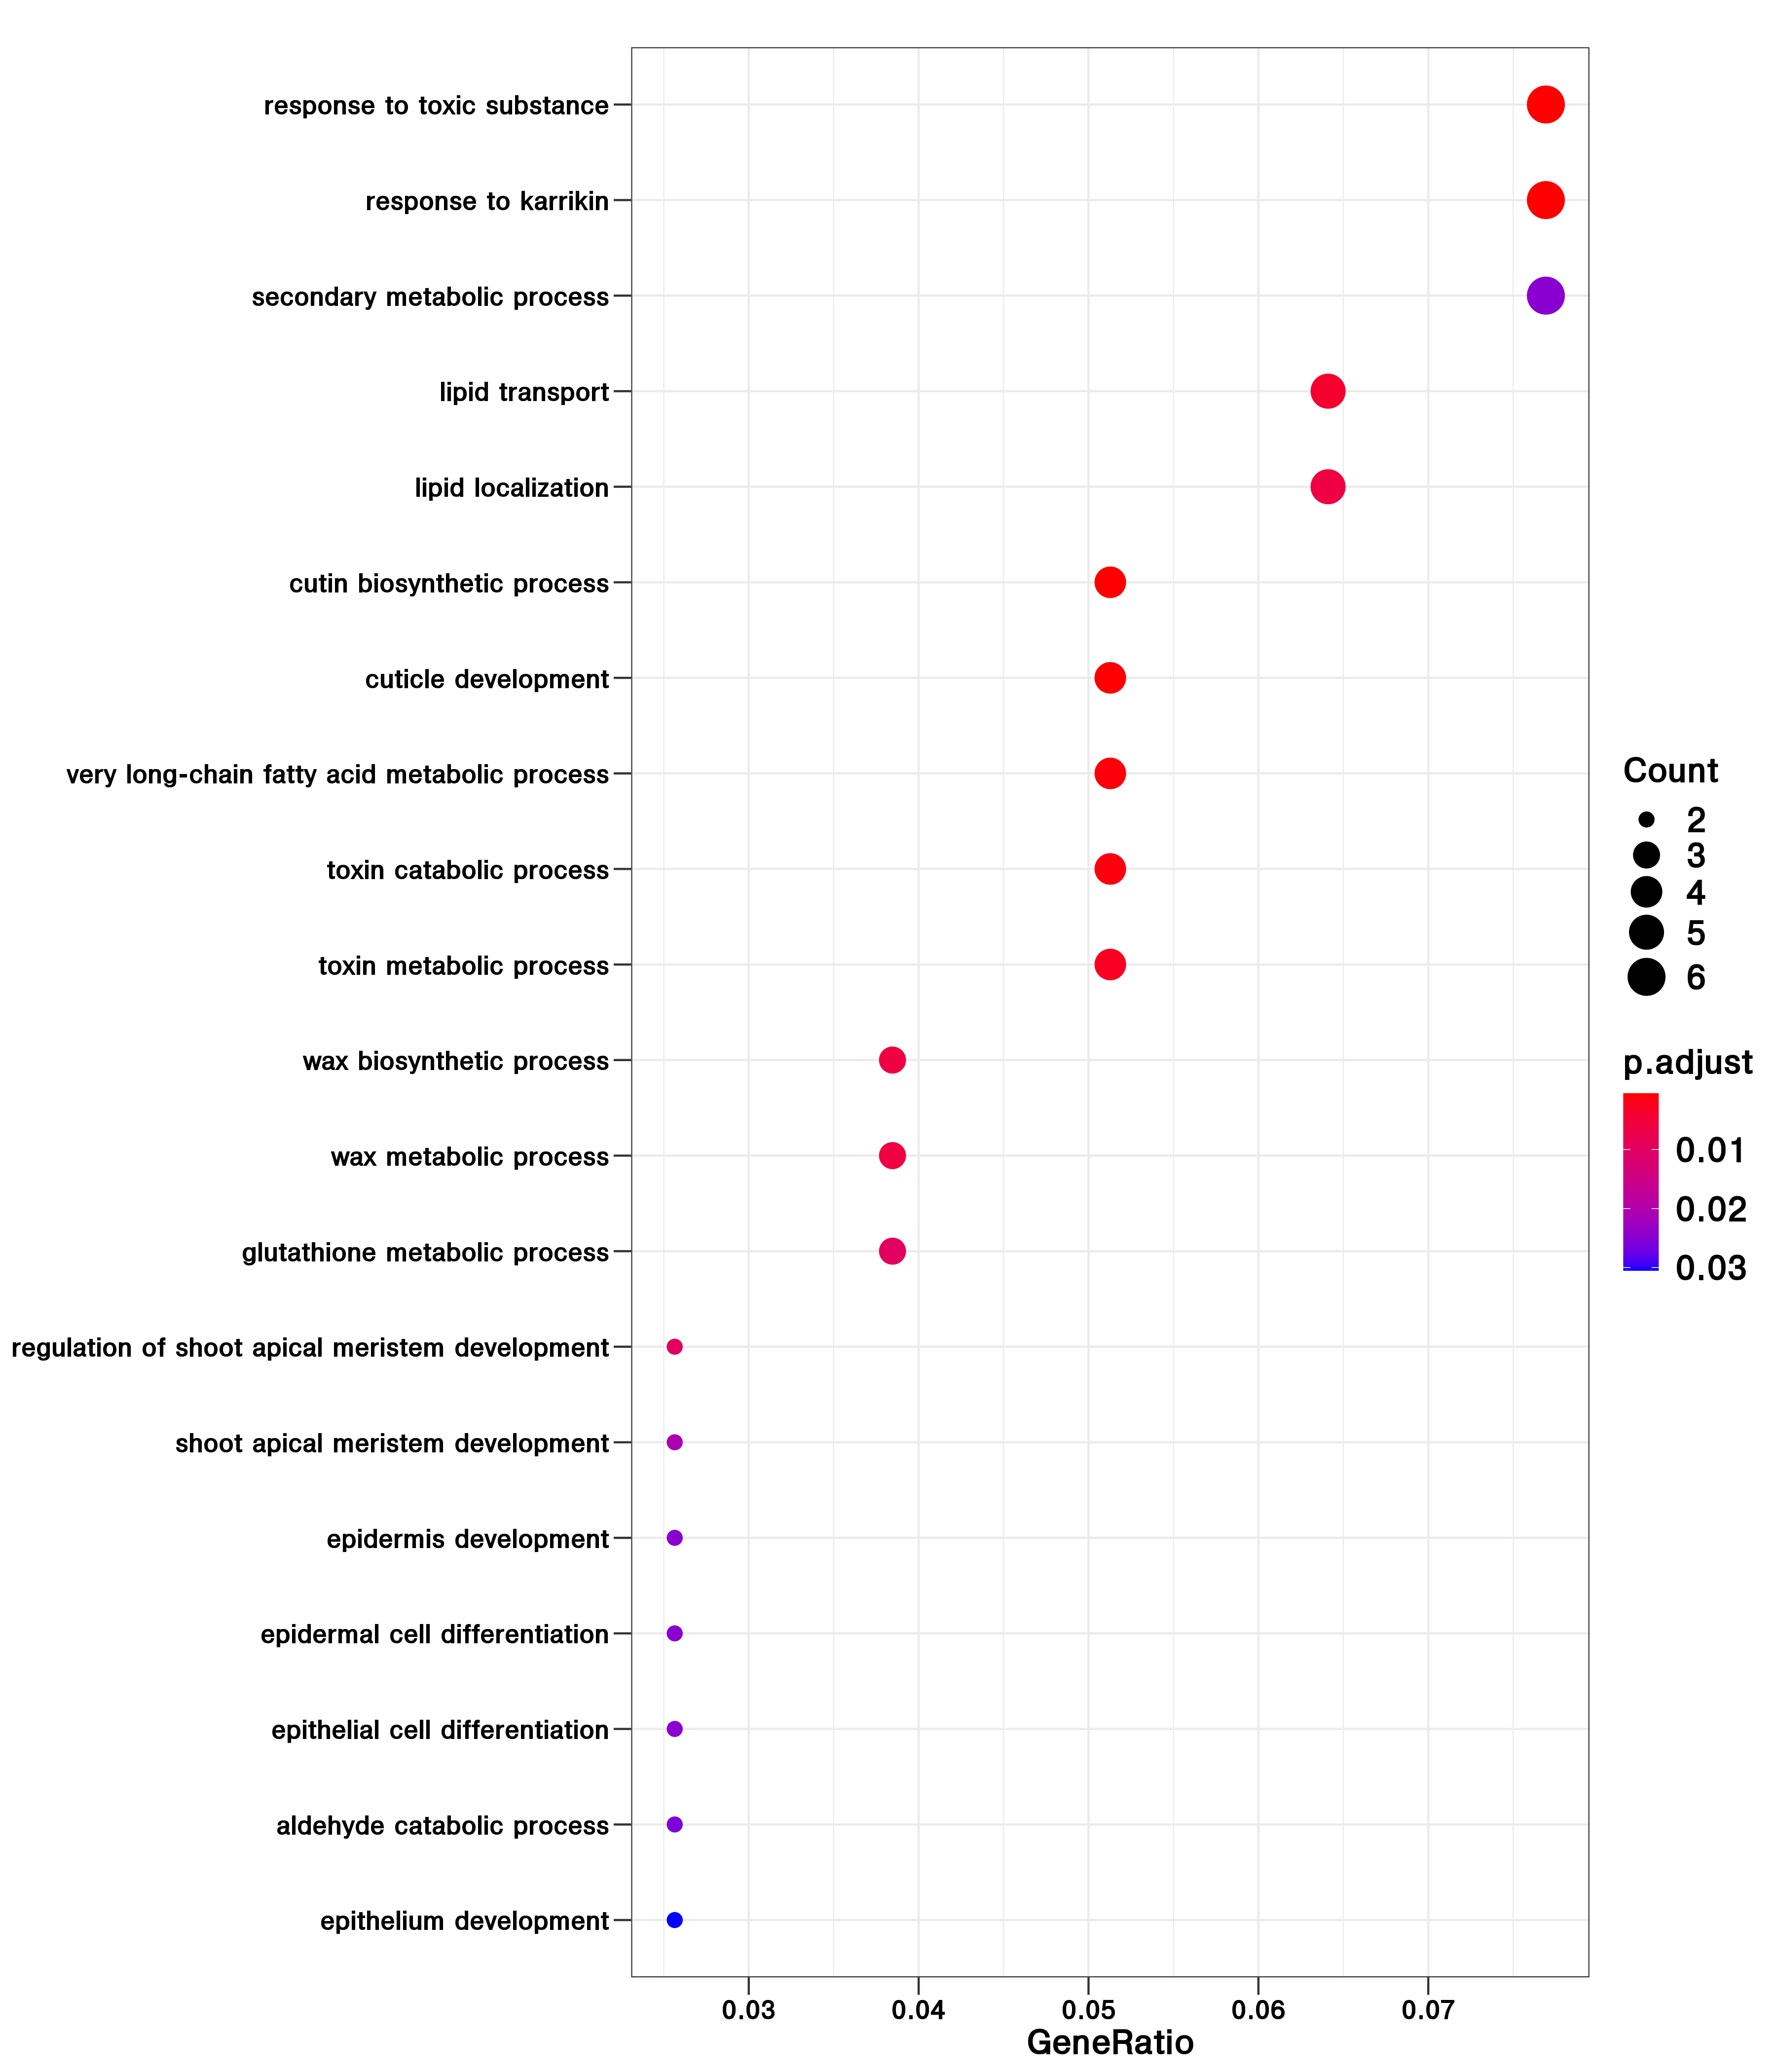 response to toxic substance
response to karrikin
secondary metabolic process
lipid transport
lipid localization
cutin biosynthetic process
cuticle development
very long-chain fatty acid metabolic process
toxin catabolic process
toxin metabolic process
wax biosynthetic process
wax metabolic process
glutathione metabolic process
regulation of shoot apical meristem development
shoot apical meristem development
epidermis development
epidermal cell differentiation
epithelial cell differentiation
aldehyde catabolic process
epithelium development
0.03 0.04 0.05 0.06 0.07
GeneRatio
Count
2
3
4
5
6
p.adjust
0.01
0.02
0.03